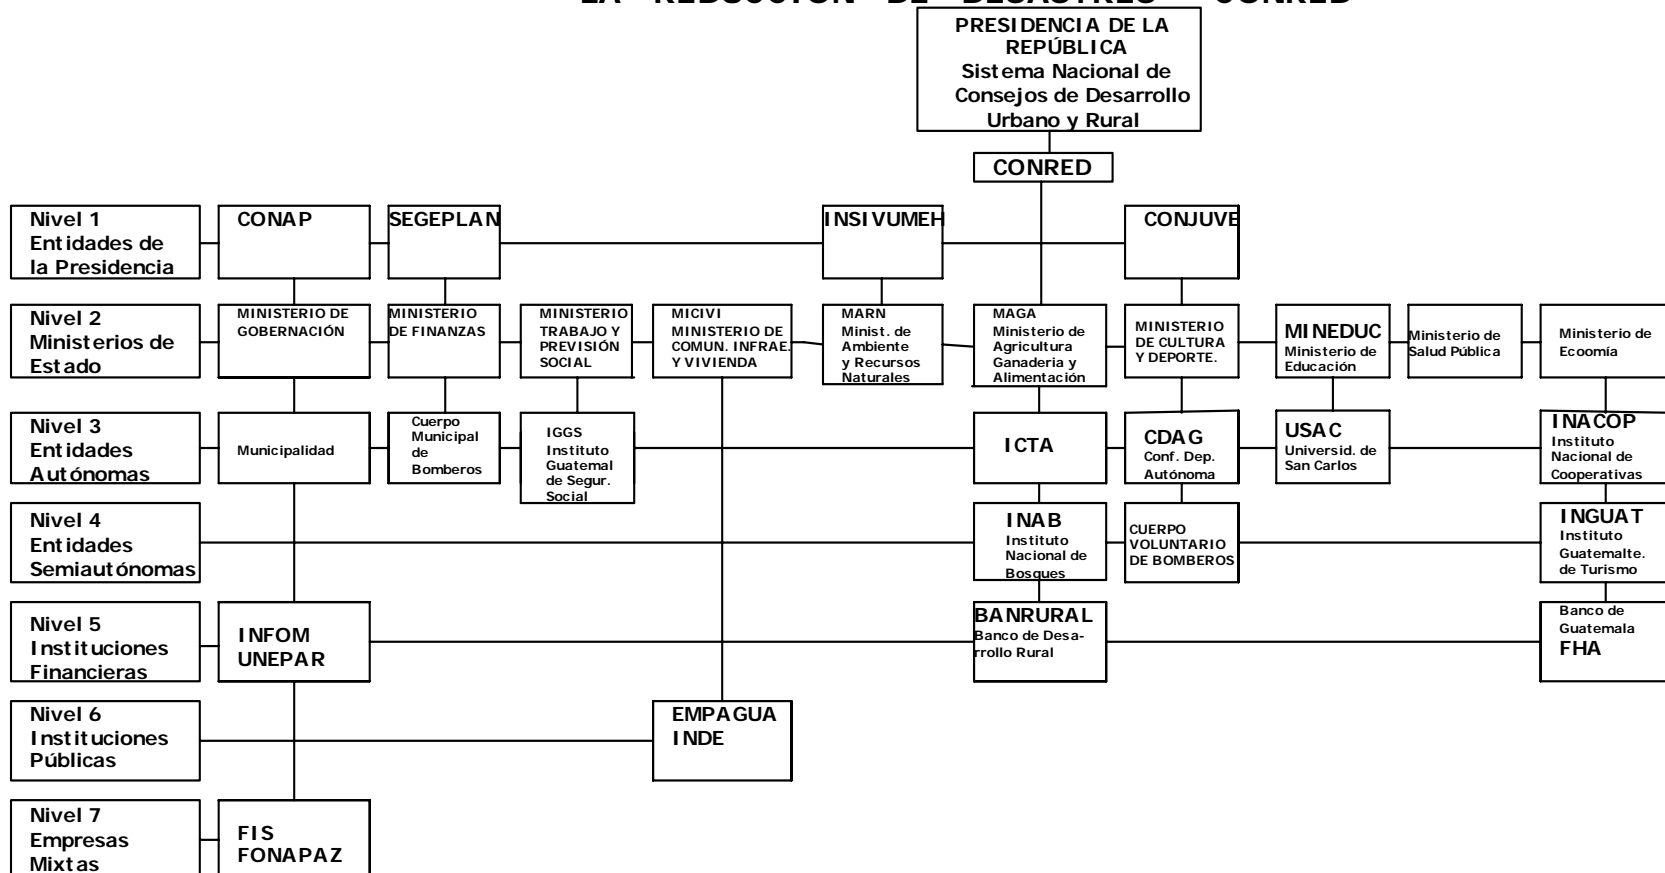 LA REDUCCIÓN DE DESASTRES CONRED
PRESIDENCIA DE LA
REPÚBLICA
Sistema Nacional de
Consejos de Desarrollo
Urbano y Rural
CONRED
Nivel 1
Entidades de
la Presidencia
CONAP
SEGEPLAN
INSIVUMEH
CONJUVE
Nivel 2
Ministerios de
Estado
MINISTERIO DE
GOBERNACIÓN
MINISTERIO
DE FINANZAS
MINISTERIO
TRABAJO Y
PREVISIÓN
SOCIAL
MICIVI
MINISTERIO DE
COMUN. INFRAE.
Y VIVIENDA
MARN
Minist. de
Ambiente
y Recursos
Naturales
MAGA
Ministerio de
Agricultura
Ganaderia y
Alimentación
MINISTERIO
DE CULTURA
Y DEPORTE.
MINEDUC
Ministerio de
Educación
Ministerio de
Salud Pública
Ministerio de
Ecoomía
Nivel 3
Entidades
Autónomas
Municipalidad
Cuerpo
Municipal
de
Bomberos
IGGS
Instituto
Guatemal
de Segur.
Social
ICTA
CDAG
Conf. Dep.
Autónoma
USAC
Universid. de
San Carlos
INACOP
Instituto
Nacional de
Cooperativas
Nivel 4
Entidades
Semiautónomas
INAB
Instituto
Nacional de
Bosques
CUERPO
VOLUNTARIO
DE BOMBEROS
INGUAT
Instituto
Guatemalte.
de Turismo
Nivel 5
Instituciones
Financieras
INFOM
UNEPAR
BANRURAL
Banco de Desa-
rrollo Rural
Banco de
Guatemala
FHA
Nivel 6
Instituciones
Públicas
EMPAGUA
INDE
Nivel 7
Empresas
Mixtas
FIS
FONAPAZ